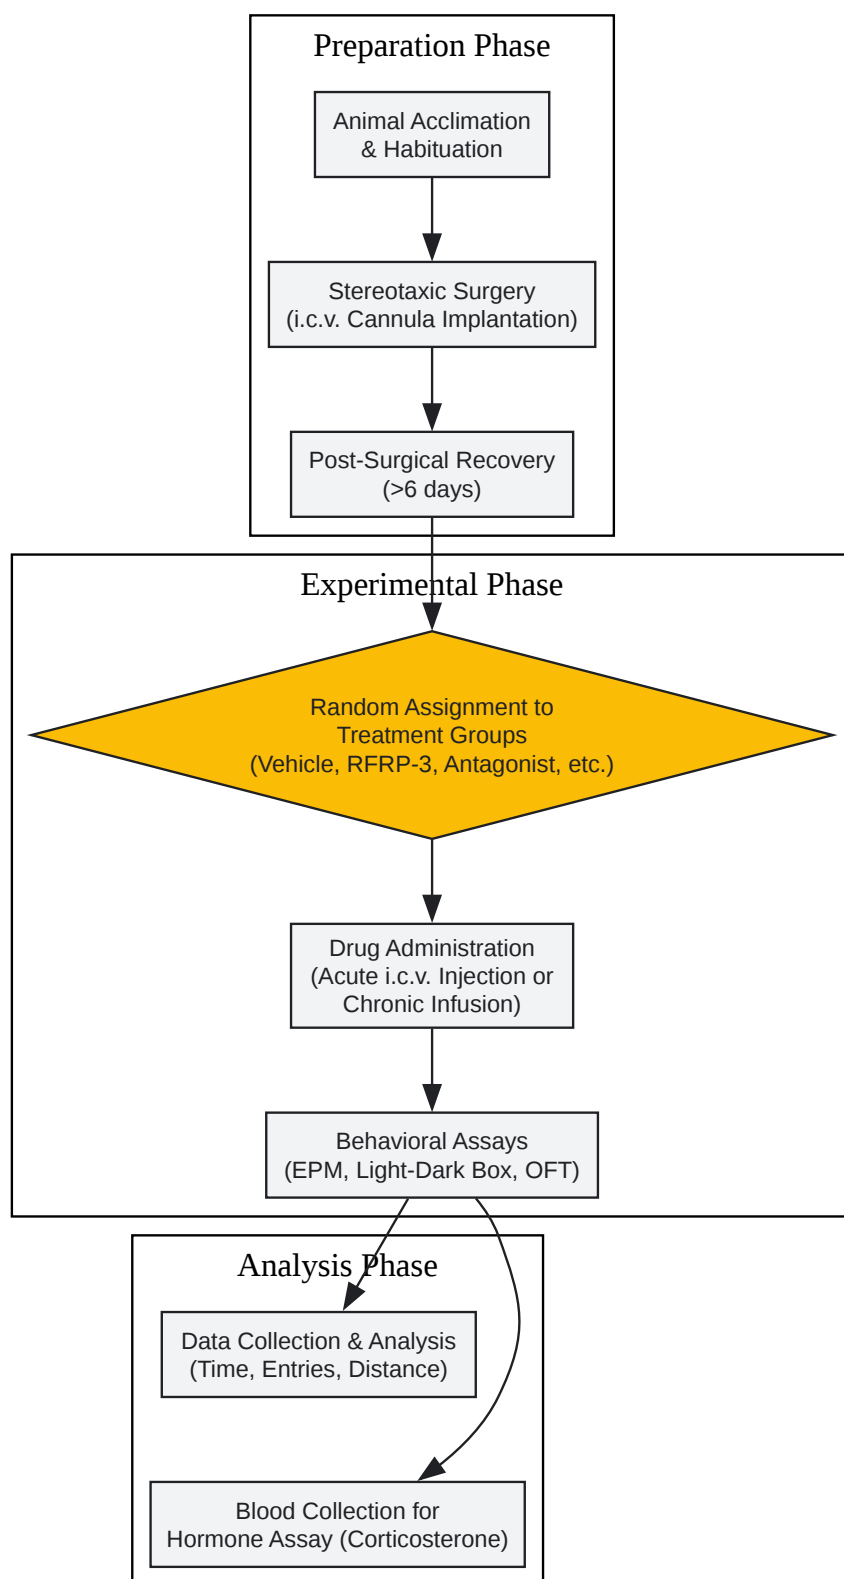 Preparation Phase
Animal Acclimation
& Habituation
Stereotaxic Surgery
(i.c.v. Cannula Implantation)
Post-Surgical Recovery
(>6 days)
Experimental Phase
Random Assignment to
Treatment Groups
(Vehicle, RFRP-3, Antagonist, etc.)
Drug Administration
(Acute i.c.v. Injection or
Chronic Infusion)
Behavioral Assays
(EPM, Light-Dark Box, OFT)
Analysis Phase
Data Collection & Analysis
(Time, Entries, Distance)
Blood Collection for
Hormone Assay (Corticosterone)